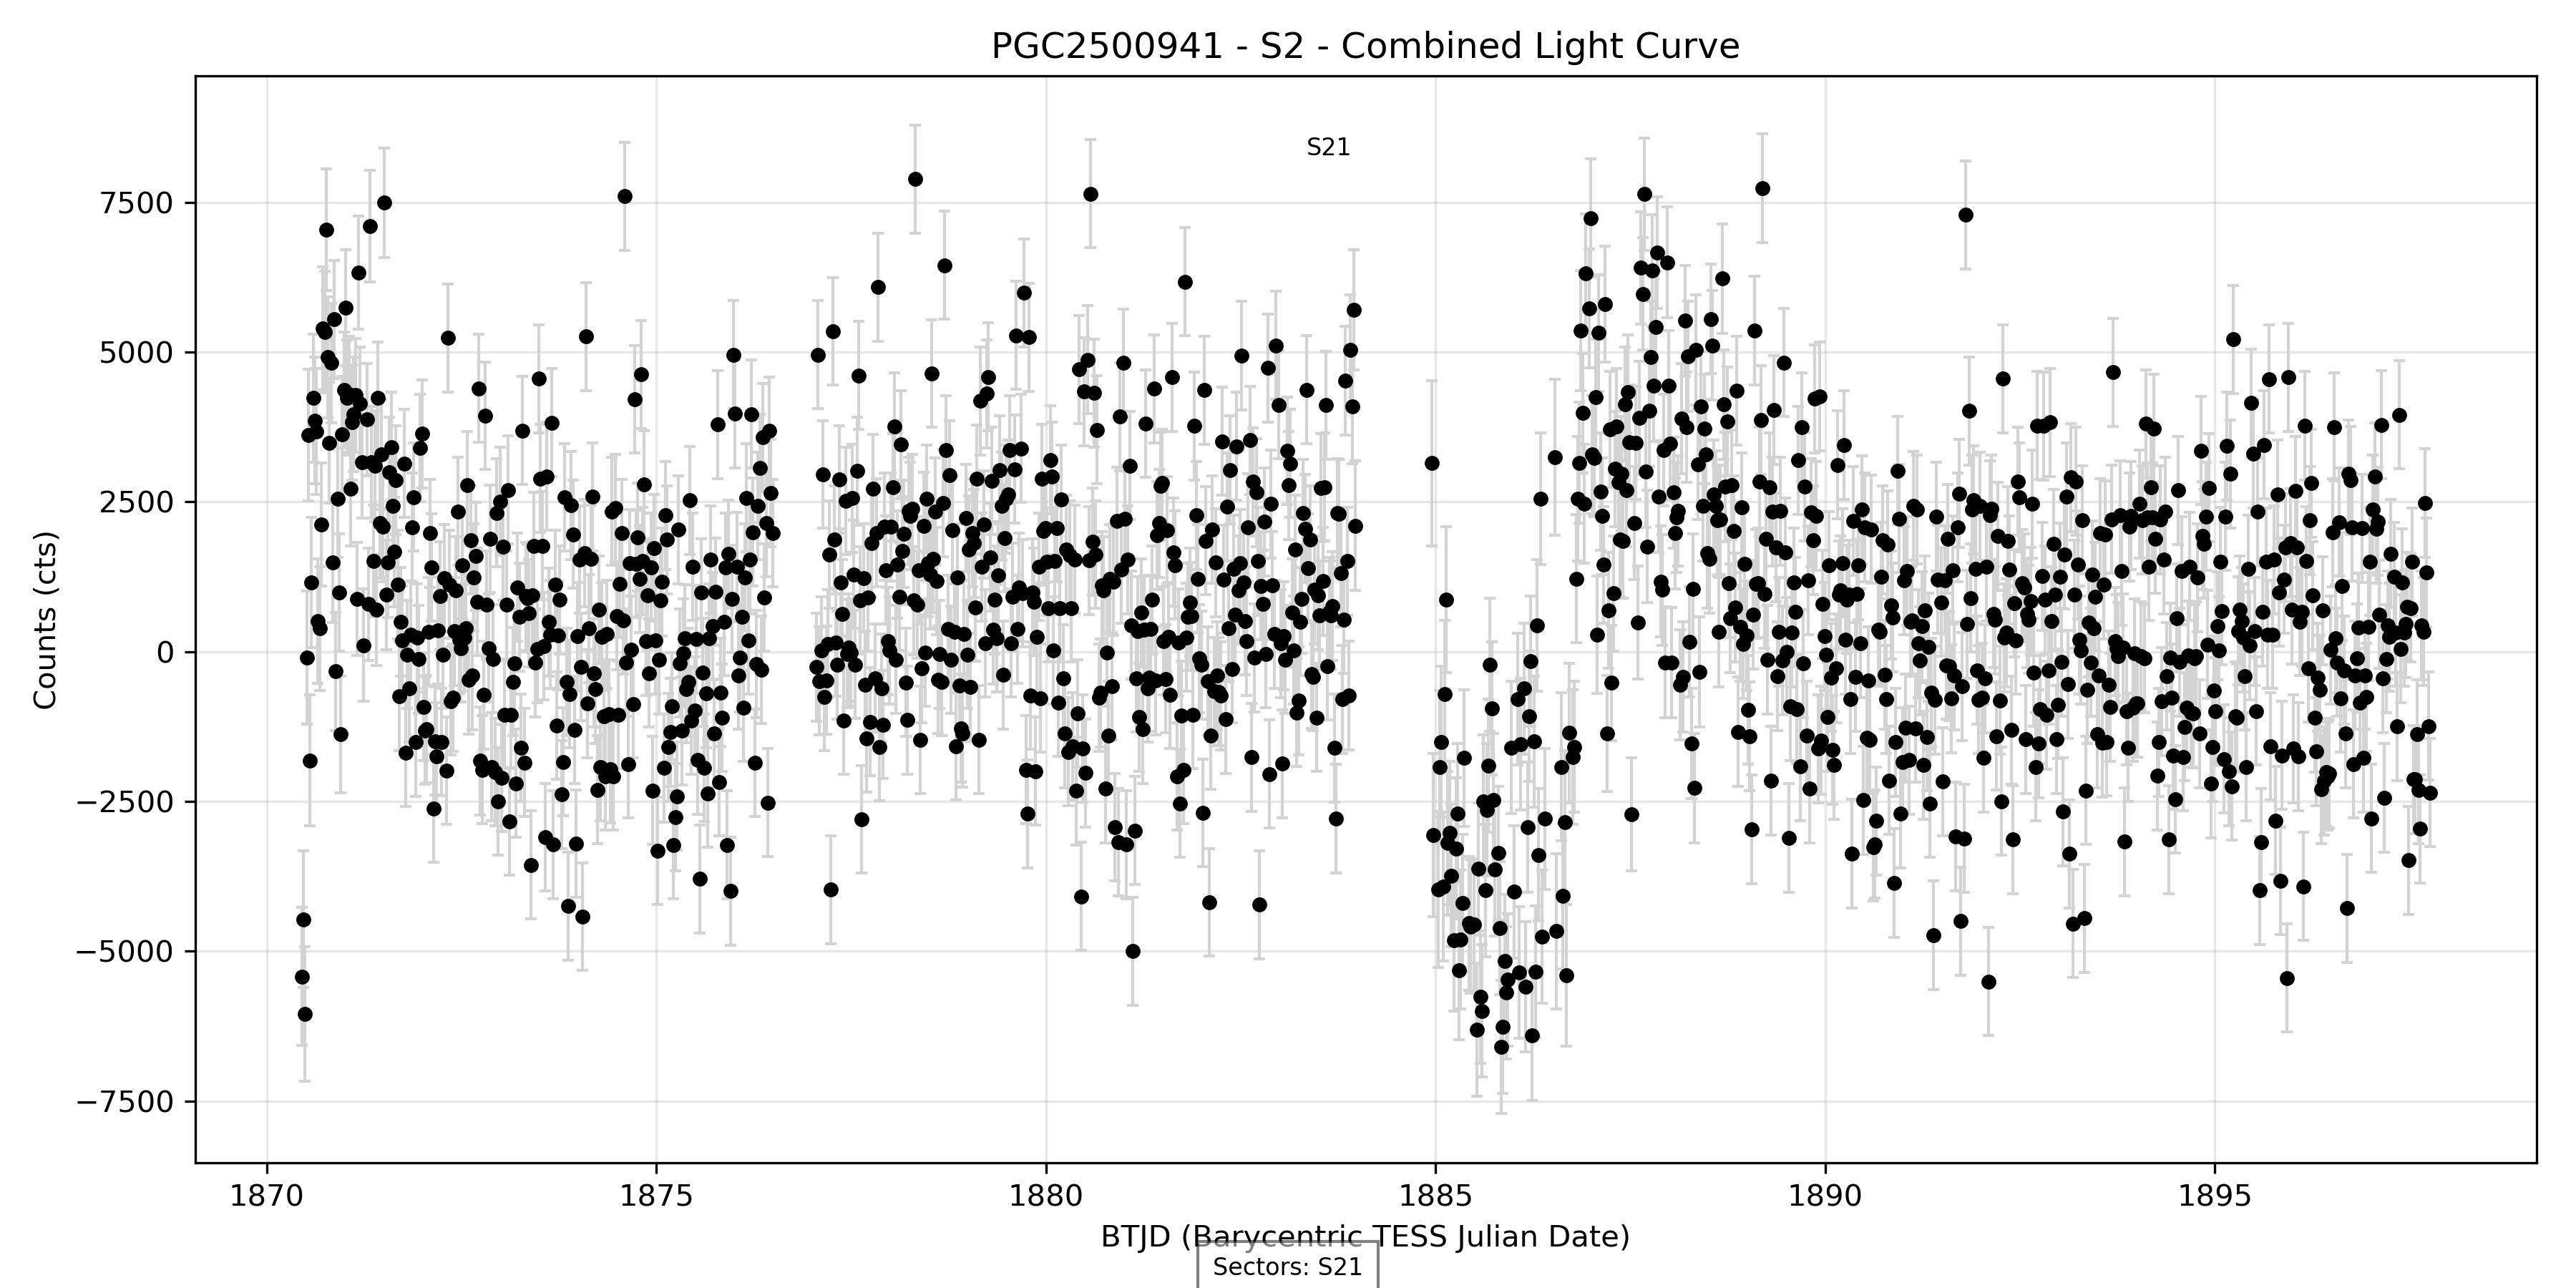 PGC2500941 - S2 - Combined Light Curve
S21
7500
5000
2500
0
−2500
−5000
−7500
Counts (cts)
1870 1875 1880 1885 1890 1895
BTJD (Barycentric TESS Julian Date)
Sectors: S21